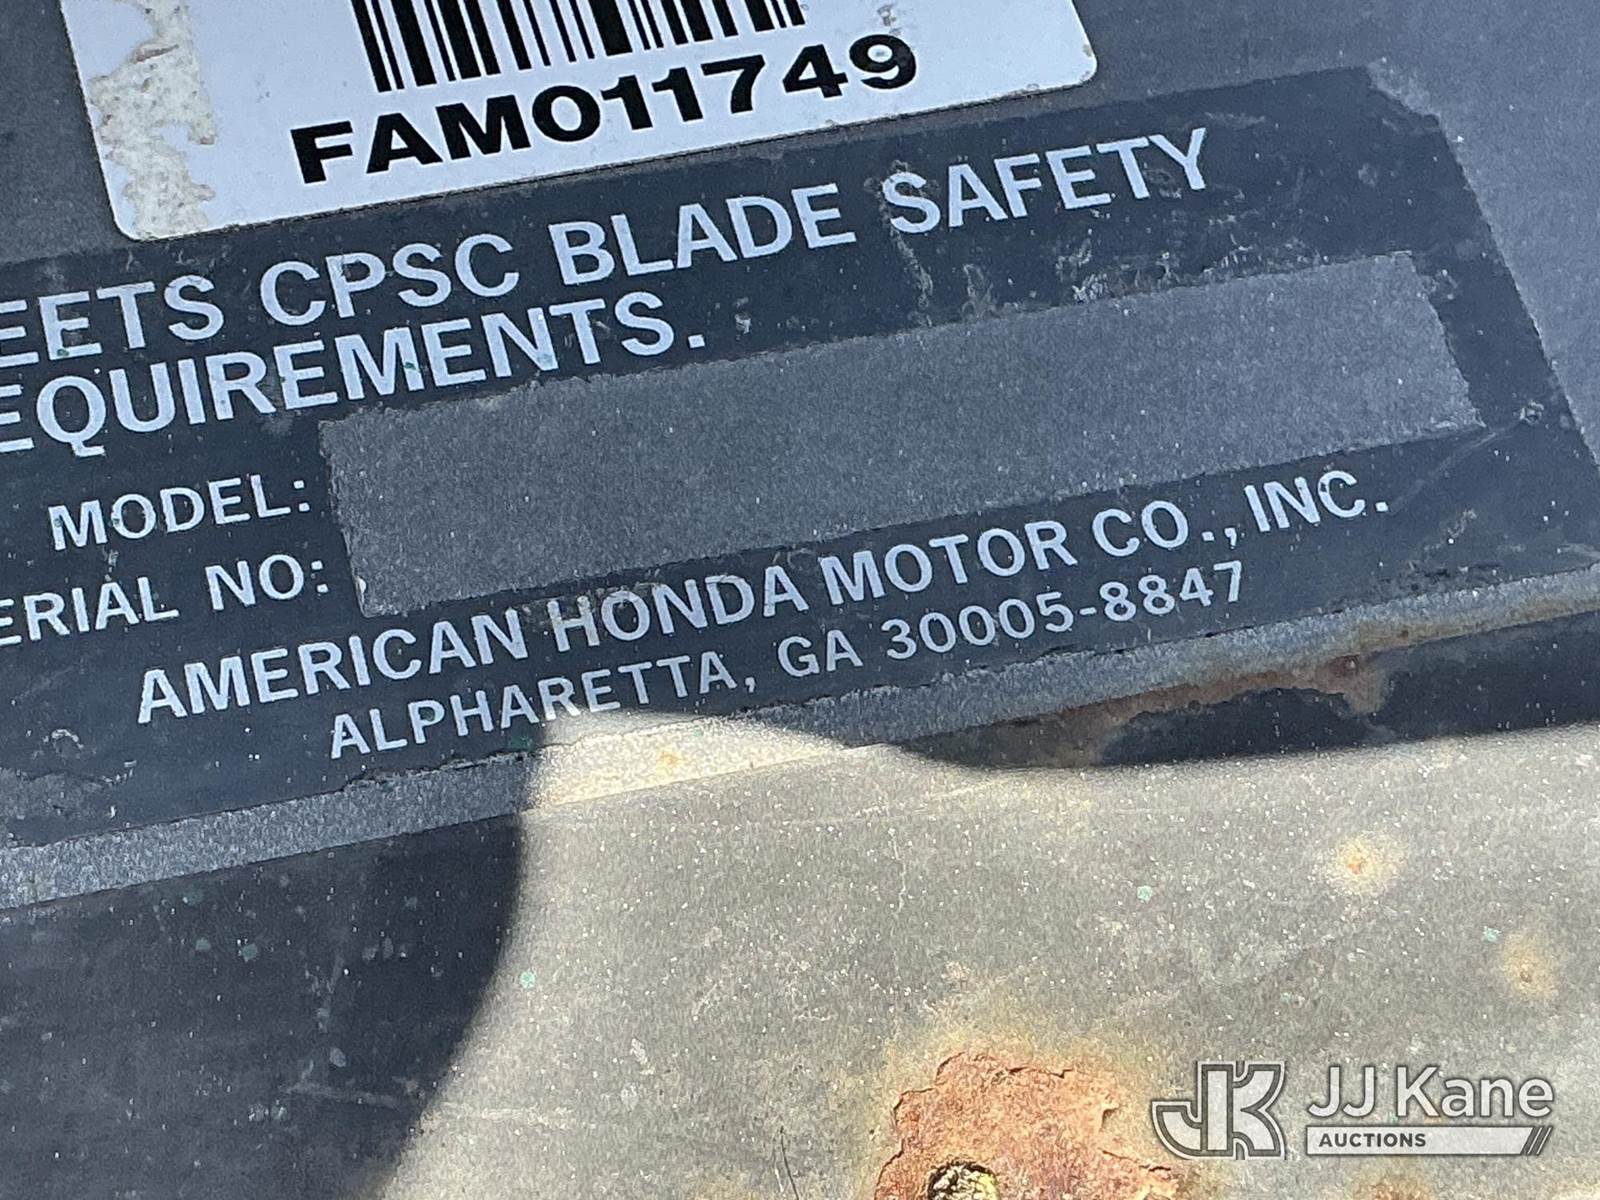 FAM011749
EETS CPSC BLADE SAFETY
EQUIREMENTS.
MODEL:
ERIAL NO:
AMERICAN HONDA MOTOR CO., INC.
ALPHARETTA, GA 30005-8847
JK JJ Kane
AUCTIONS